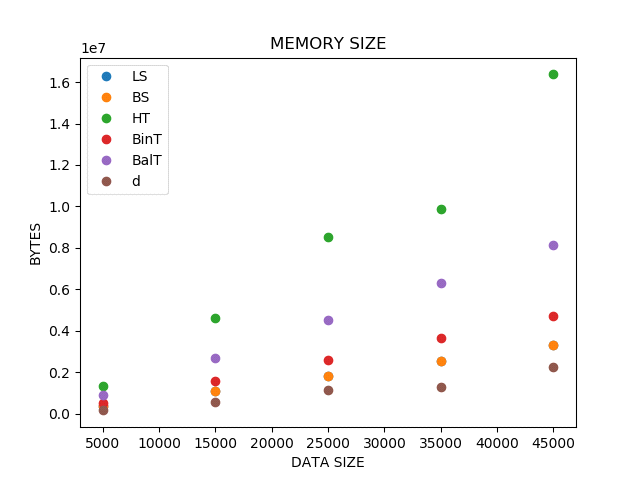 MEMORY SIZE
1e7
LS
BS
HT
BinT
BalT
d
1.6
1.4
1.2
1.0
0.8
0.6
0.4
0.2
0.0
BYTES
5000 10000 15000 20000 25000 30000 35000 40000 45000
DATA SIZE